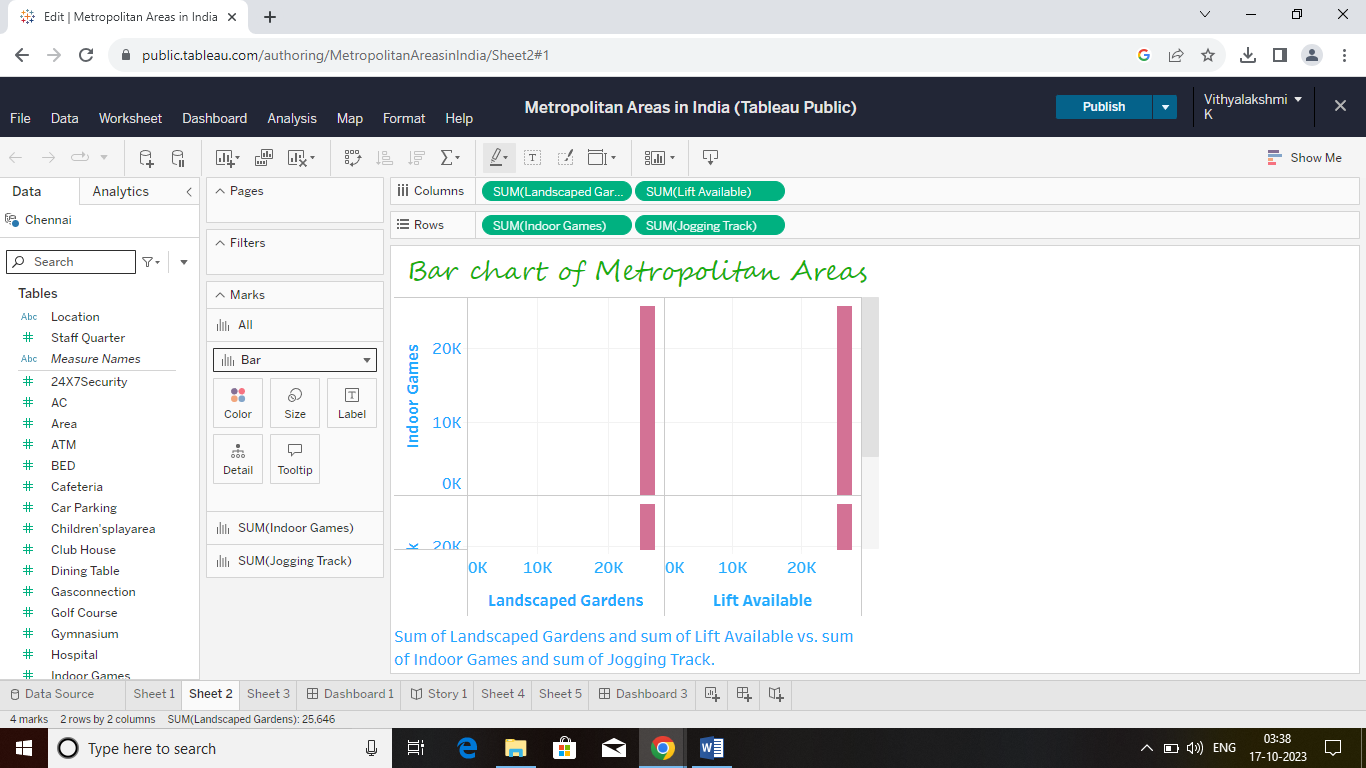 Edit | Metropolitan Areas in India
public.tableau.com/authoring/MetropolitanAreasinIndia/Sheet2#1
Metropolitan Areas in India (Tableau Public)
Publish
Vithyalakshmi K
File Data Worksheet Dashboard Analysis Map Format Help
Show Me
Data Analytics
Chennai
Search
Tables
Abc Location
# Staff Quarter
Abc Measure Names
# 24X7Security
# AC
# Area
# ATM
# BED
# Cafeteria
# Car Parking
# Children'splayarea
# Club House
# Dining Table
# Gasconnection
# Golf Course
# Gymnasium
# Hospital
# Indoor Games
Pages
Filters
Marks
All
Bar
Color Size Label
Detail Tooltip
SUM(Indoor Games)
SUM(Jogging Track)
Columns SUM(Landscaped Gar... SUM(Lift Available)
Rows SUM(Indoor Games) SUM(Jogging Track)
Bar chart of Metropolitan Areas
Indoor Games
20K
10K
0K
k
20K
0K 10K 20K 0K 10K 20K
Landscaped Gardens Lift Available
Sum of Landscaped Gardens and sum of Lift Available vs. sum
of Indoor Games and sum of Jogging Track.
Data Source Sheet 1 Sheet 2 Sheet 3 Dashboard 1 Story 1 Sheet 4 Sheet 5 Dashboard 3
4 marks 2 rows by 2 columns SUM(Landscaped Gardens): 25,646
Type here to search
ENG
03:38
17-10-2023